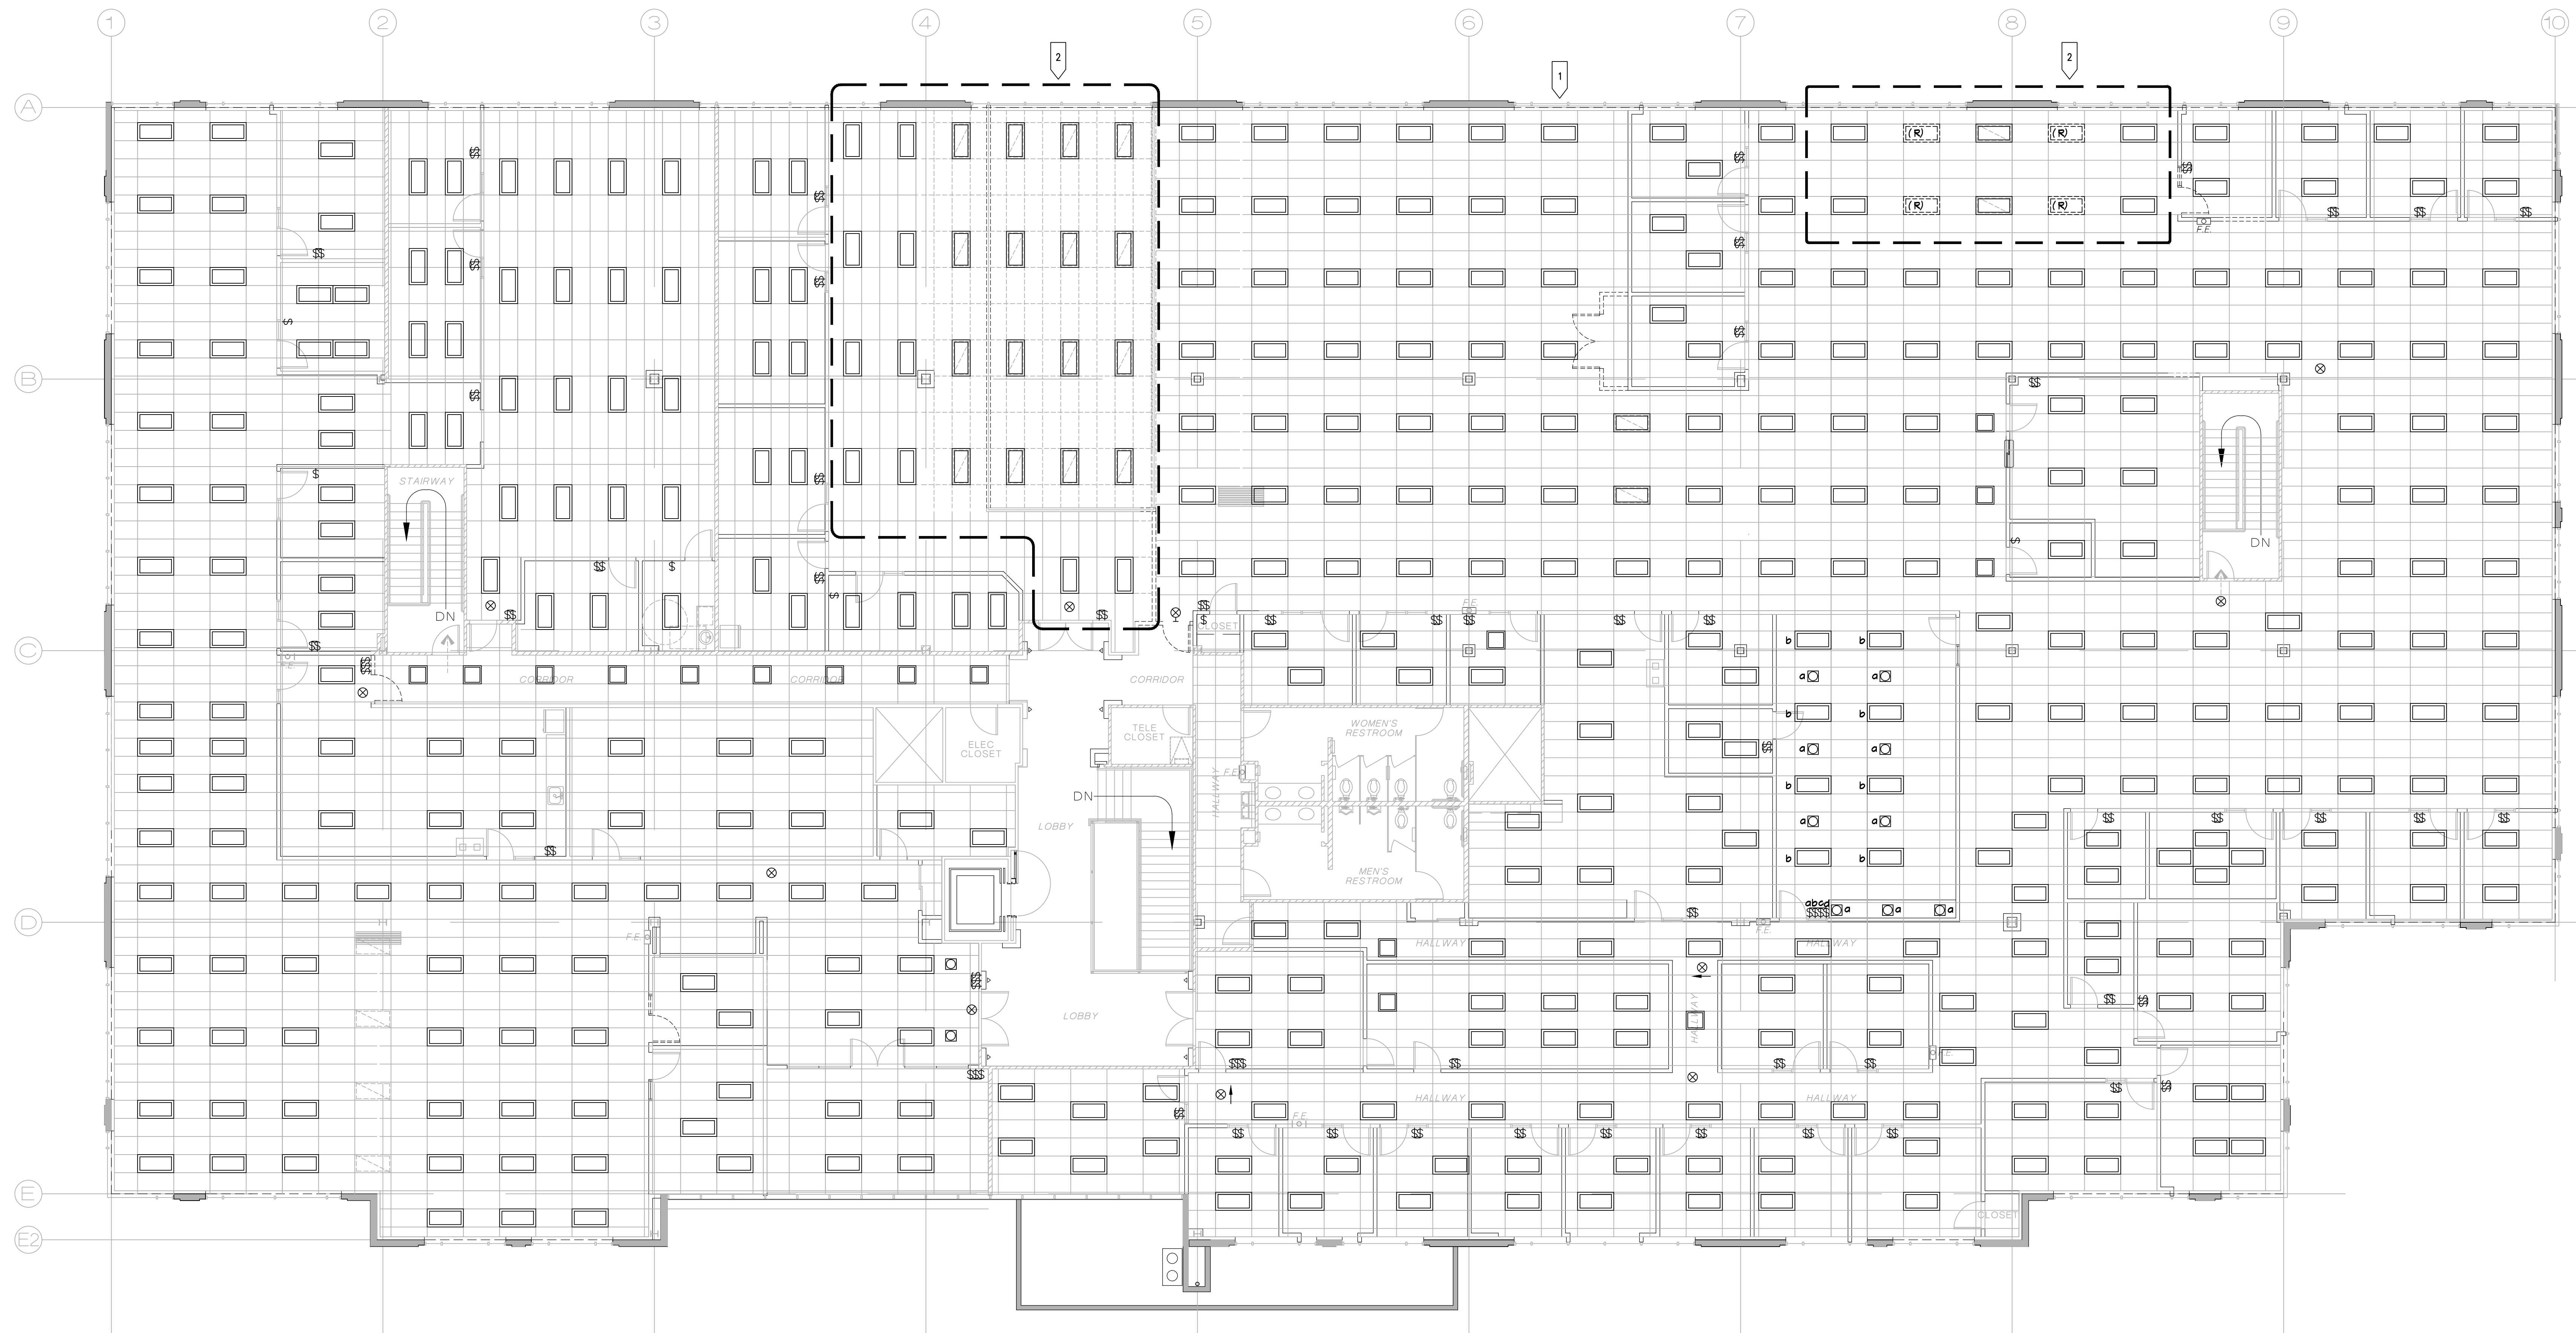 1 2 3 4 5 6 7 8 9 10
2 1 2
A
(R) (R)
$$ $$
(R) (R)
$$ $$ $$ $$
F.E.
$$ $$ $$
$
$$
B
$$
$$
$ $$
STAIRWAY
DN
$$ $ $$ $
DN
$$ $ $$ $$
$ CLOSET $$ $$ F.E. $$ $$ $$
C
$$ F.E. $$$
b b
CORRIDOR CORRIDOR CORRIDOR
a a
b b
TELE
CLOSET
WOMEN'S
RESTROOM
ELEC
CLOSET
$$
a a
HALLWAY F.E.
b b
DN
LOBBY
a a
$$ $$ $$ $$ $$
$$
b b
MEN'S
RESTROOM
abcd
$$ $$$$ a a a
D
F.E. F.E.
HALLWAY HALLWAY
$$$
$$ $$
LOBBY HALLWAY
F.E.
$$$ $$$ $$ $$ $$
$$ $$
HALLWAY HALLWAY
$$ F.E.
$$ $$ $$ $$ $$ $$ $$ $$
E
CLOSET
E2